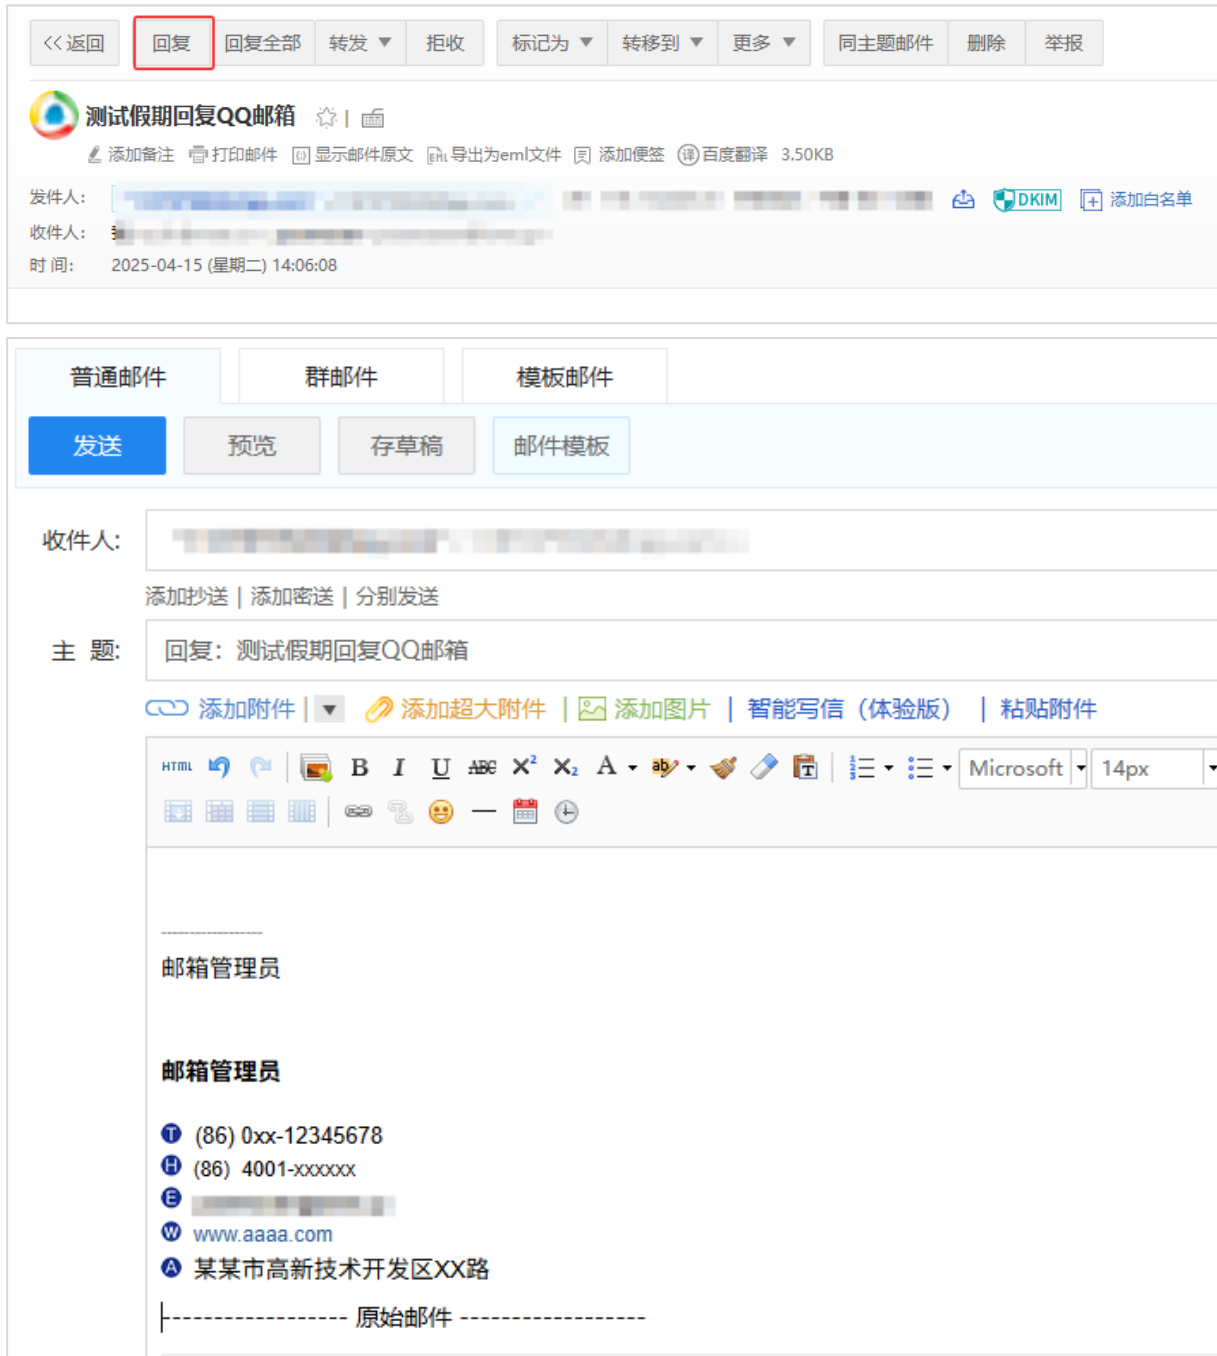 <<返回 回复 回复全部 转发 ▼ 拒收 标记为 ▼ 转移到 ▼ 更多 ▼ 同主题邮件 删除 举报
测试假期回复QQ邮箱
添加备注 打印邮件 显示邮件原文 EML 导出为eml文件 添加便签 译 百度翻译 3.50KB
发件人: DKIM 添加白名单
收件人:
时 间: 2025-04-15 (星期二) 14:06:08
普通邮件 群邮件 模板邮件
发送 预览 存草稿 邮件模板
收件人:
添加抄送 | 添加密送 | 分别发送
主 题: 回复：测试假期回复QQ邮箱
添加附件 | ▼ 添加超大附件 | 添加图片 | 智能写信（体验版） | 粘贴附件
HTML B I U ABC X² X₂ A ab T Microsoft 14px
邮箱管理员
邮箱管理员
T (86) 0xx-12345678
H (86) 4001-xxxxxx
E
W www.aaaa.com
A 某某市高新技术开发区XX路
------------------ 原始邮件 ------------------